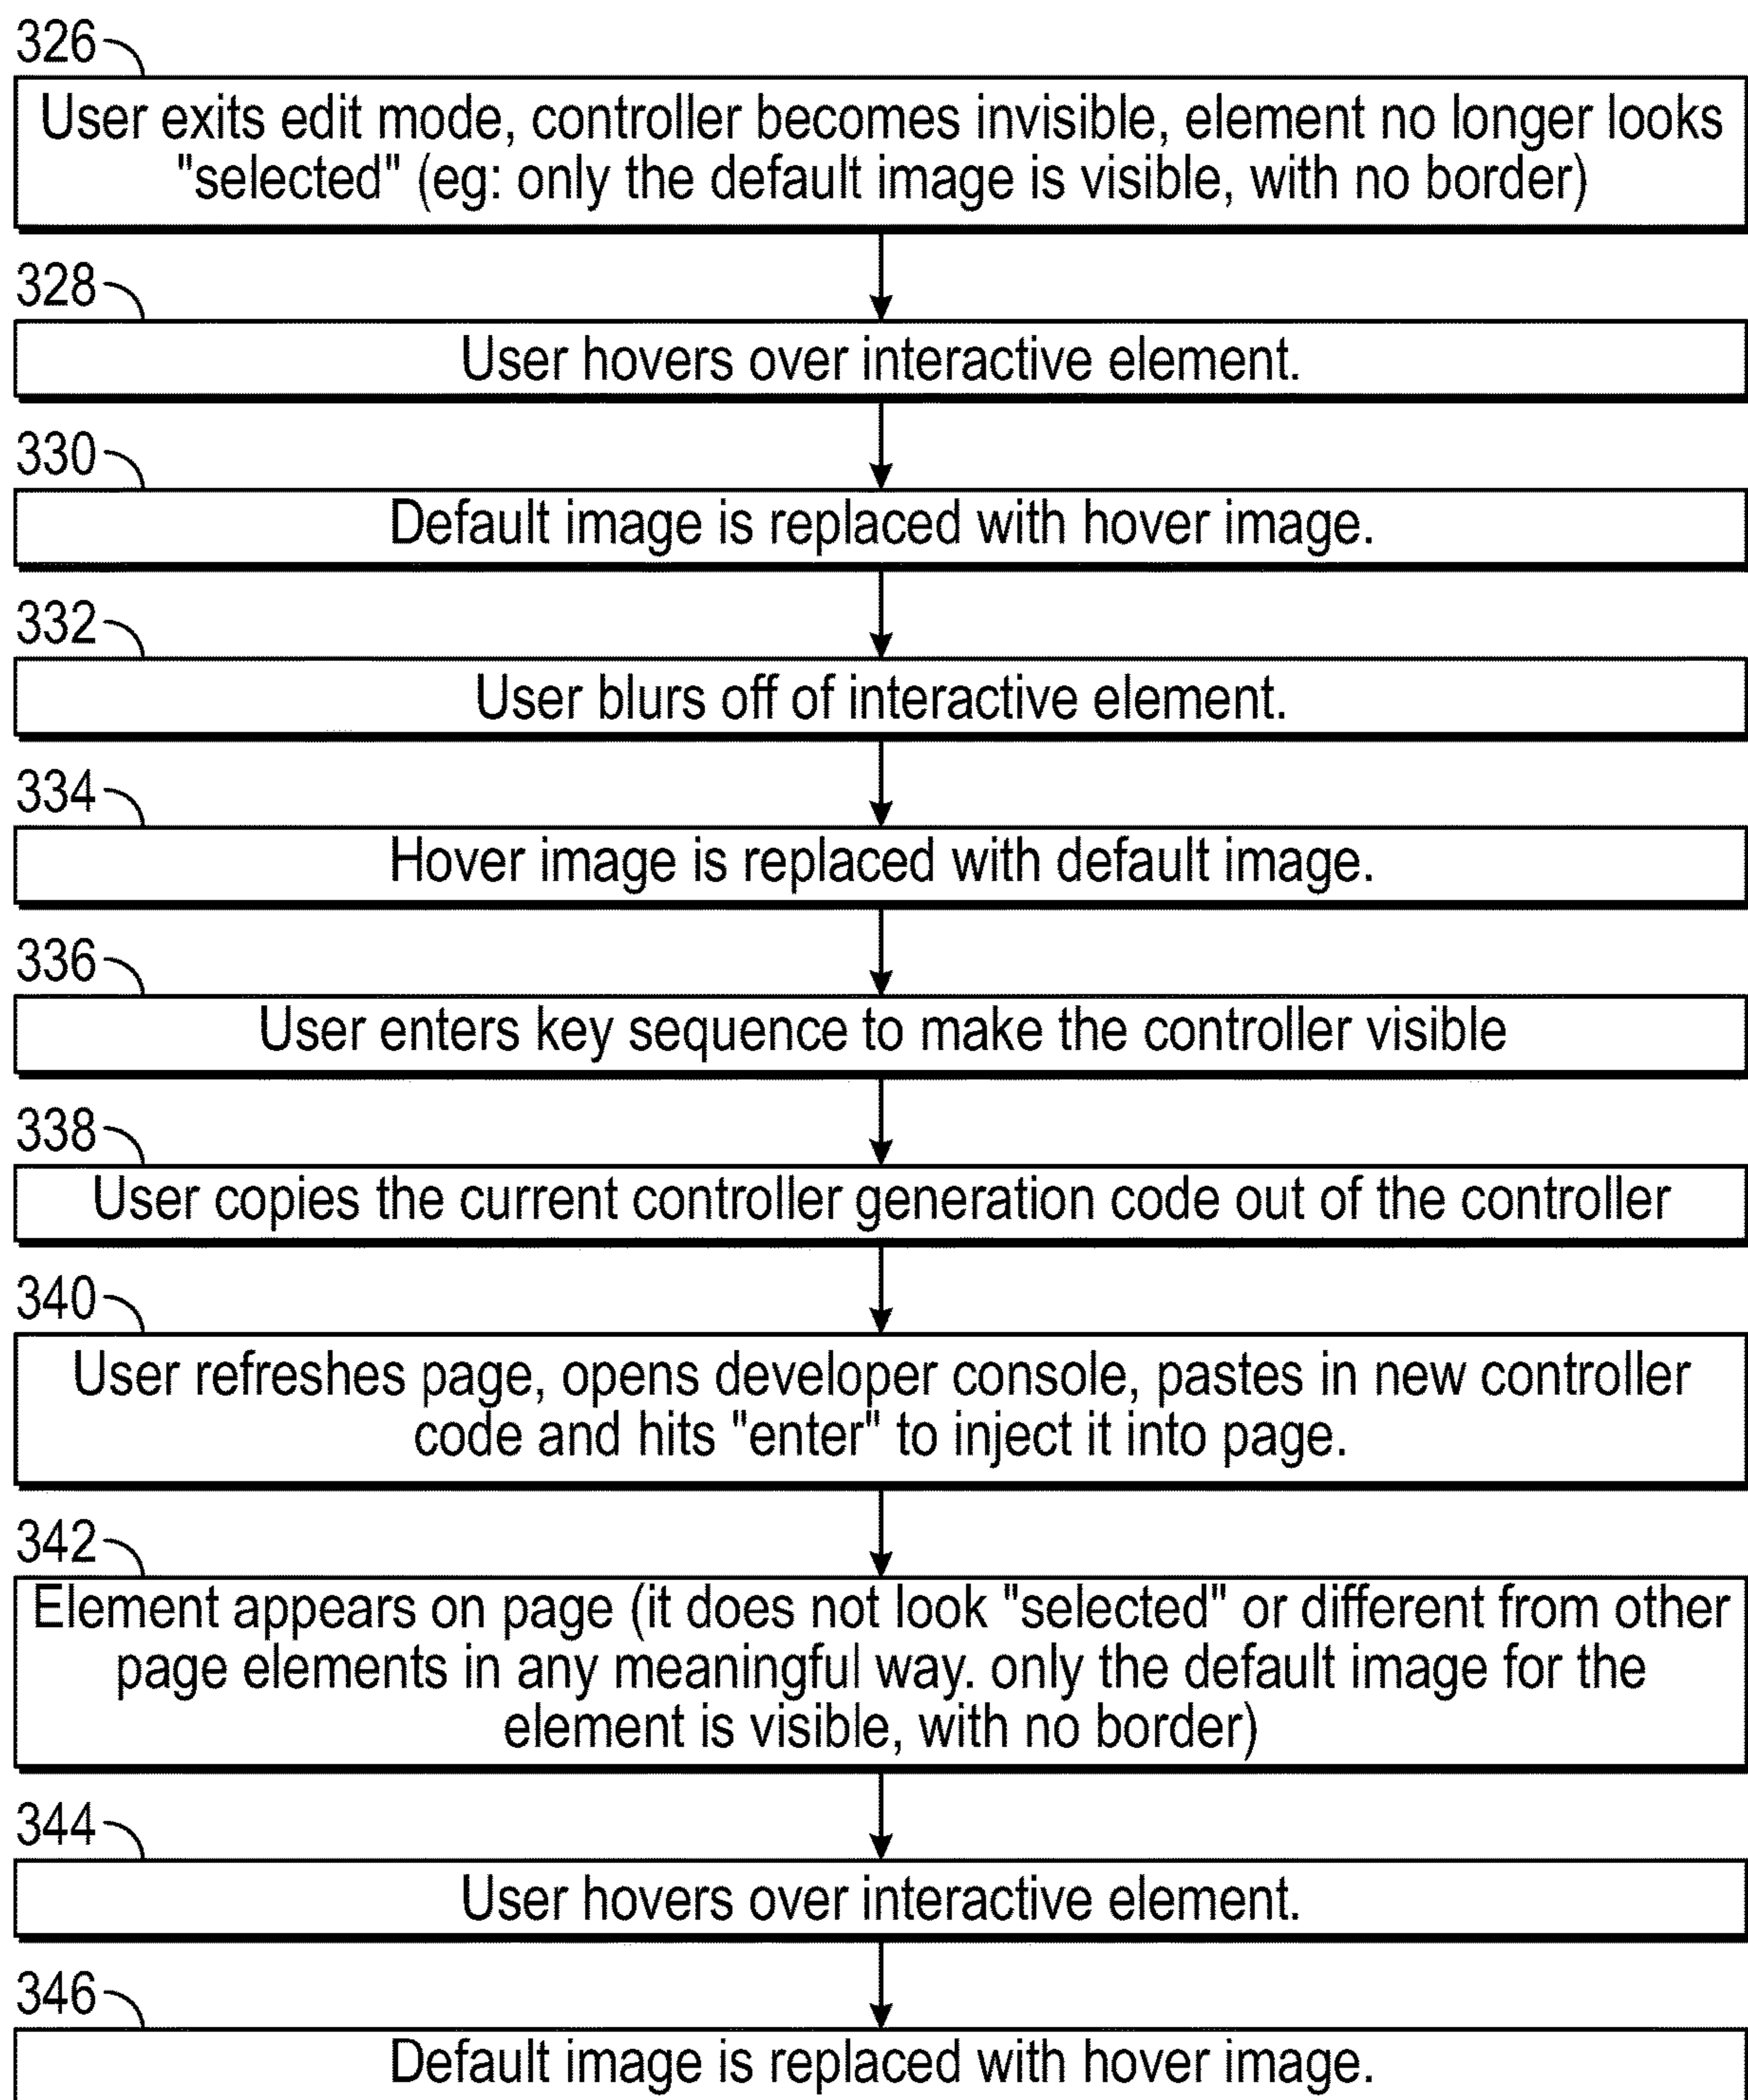 326
User exits edit mode, controller becomes invisible, element no longer looks
"selected" (eg: only the default image is visible, with no border)
328
User hovers over interactive element.
330
Default image is replaced with hover image.
332
User blurs off of interactive element.
334
Hover image is replaced with default image.
336
User enters key sequence to make the controller visible
338
User copies the current controller generation code out of the controller
340
User refreshes page, opens developer console, pastes in new controller
code and hits "enter" to inject it into page.
342
Element appears on page (it does not look "selected" or different from other
page elements in any meaningful way. only the default image for the
element is visible, with no border)
344
User hovers over interactive element.
346
Default image is replaced with hover image.